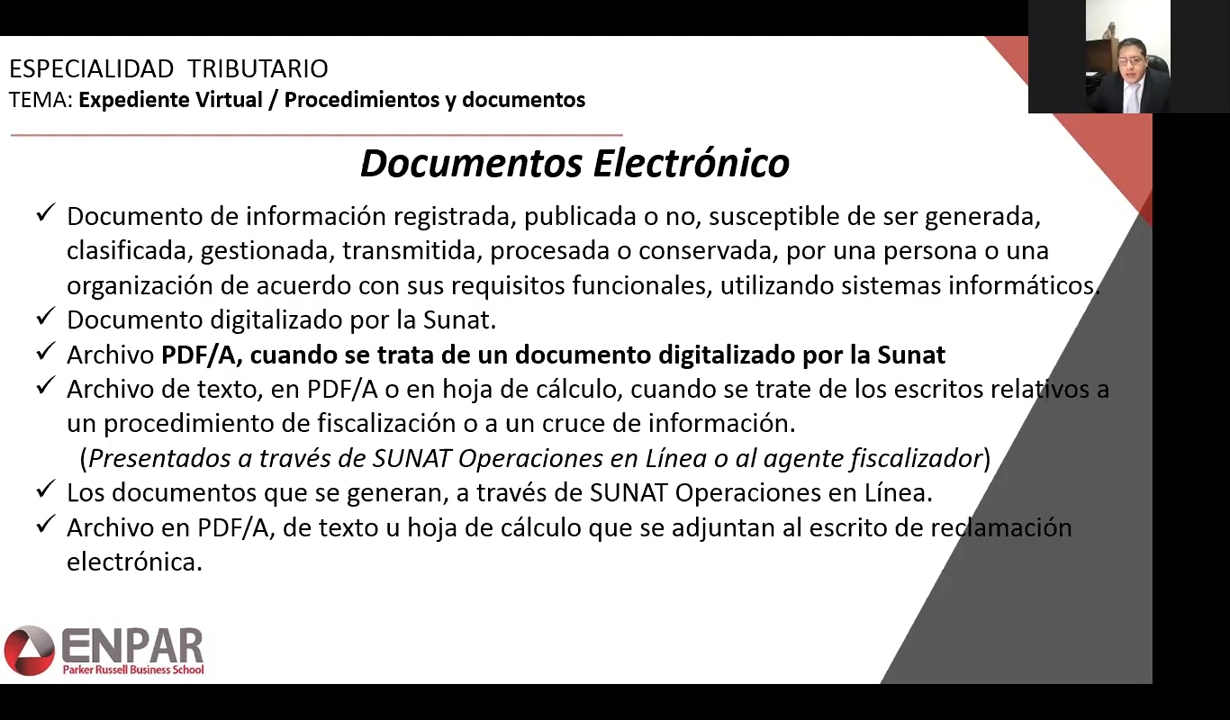 ESPECIALIDAD  TRIBUTARIO
TEMA: Expediente Virtual / Procedimientos y documentos
Documentos Electrónico
✓ Documento de información registrada, publicada o no, susceptible de ser generada,
clasificada, gestionada, transmitida, procesada o conservada, por una persona o una
organización de acuerdo con sus requisitos funcionales, utilizando sistemas informáticos.
✓ Documento digitalizado por la Sunat.
✓ Archivo PDF/A, cuando se trata de un documento digitalizado por la Sunat
✓ Archivo de texto, en PDF/A o en hoja de cálculo, cuando se trate de los escritos relativos a
un procedimiento de fiscalización o a un cruce de información.
(Presentados a través de SUNAT Operaciones en Línea o al agente fiscalizador)
✓ Los documentos que se generan, a través de SUNAT Operaciones en Línea.
✓ Archivo en PDF/A, de texto u hoja de cálculo que se adjuntan al escrito de reclamación
electrónica.
ENPAR
Parker Russell Business School